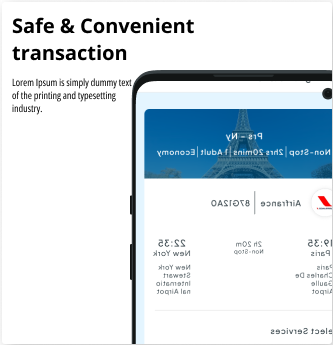 Safe & Convenient
transaction
Lorem Ipsum is simply dummy text
of the printing and typesetting
industry.
Prs - Ny
Non-Stop | 2hrs 20mins | 1 Adult | Economy
Airfrance
19:35
2h 20m
22:35
Paris
Non-Stop
New York
Paris
Charles De
Gaulle
Airport
New York
Stewart
Internatio
nal Airport
elect Services